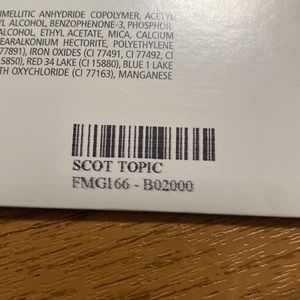 IMELLITIC ANHYDRIDE COPOLYMER, ACETYL
YL ALCOHOL, BENZOPHENONE-3, PHOSPHOR
ALCOHOL, ETHYL ACETATE, MICA, CALCIUM
EARALKONIUM HECTORITE, POLYETHYLENE
77891), IRON OXIDES (CI 77491, CI 77492, CI
15850), RED 34 LAKE (CI 15880), BLUE 1 LAKE
TH OXYCHLORIDE (CI 77163), MANGANESE
SCOT TOPIC
FMG166 - B02000